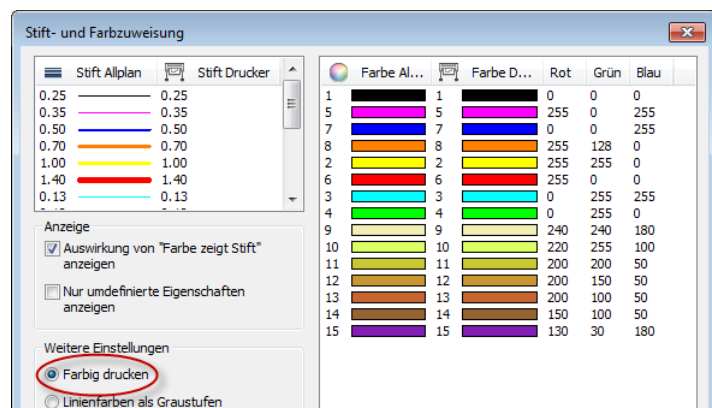 Stift- und Farbzuweisung
Stift Allplan Stift Drucker
0.25 0.25
0.35 0.35
0.50 0.50
0.70 0.70
1.00 1.00
1.40 1.40
0.13 0.13
Anzeige
Auswirkung von "Farbe zeigt Stift"
anzeigen
Nur umdefinierte Eigenschaften
anzeigen
Weitere Einstellungen
Farbig drucken
Linienfarben als Graustufen
Farbe Al... Farbe D... Rot Grün Blau
1 1 0 0 0
5 5 255 0 255
7 7 0 0 255
8 8 255 128 0
2 2 255 255 0
6 6 255 0 0
3 3 0 255 255
4 4 0 255 0
9 9 240 240 180
10 10 220 255 100
11 11 200 200 50
12 12 200 150 50
13 13 200 100 50
14 14 150 100 50
15 15 130 30 180